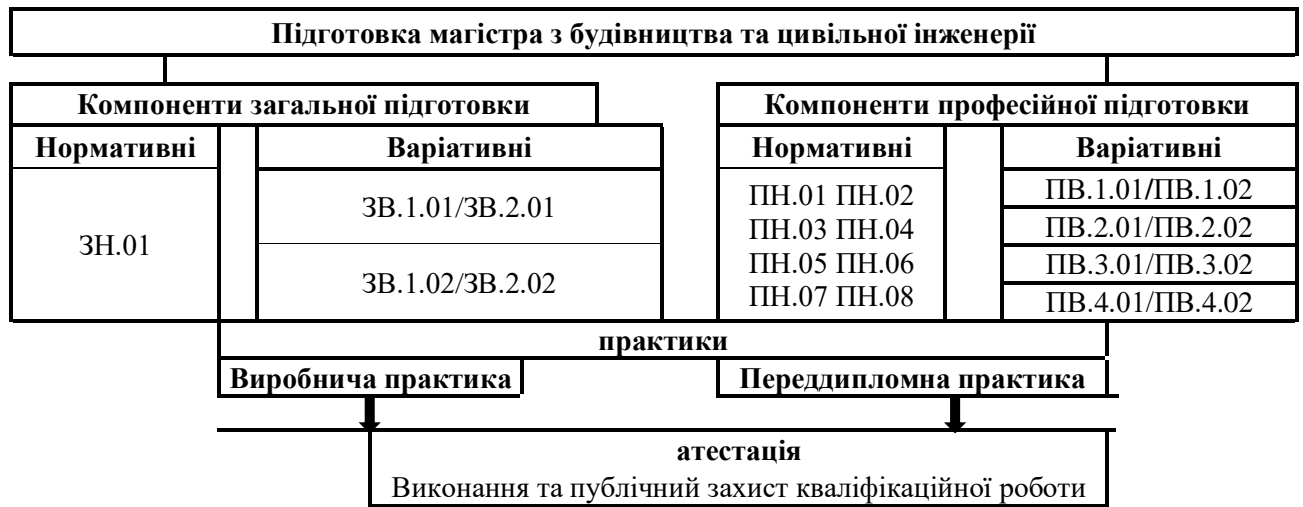 Підготовка магістра з будівництва та цивільної інженерії
Компоненти загальної підготовки
Компоненти професійної підготовки
Нормативні
Варіативні
Нормативні
Варіативні
ЗН.01
ЗВ.1.01/ЗВ.2.01
ЗВ.1.02/ЗВ.2.02
ПН.01 ПН.02
ПН.03 ПН.04
ПН.05 ПН.06
ПН.07 ПН.08
ПВ.1.01/ПВ.1.02
ПВ.2.01/ПВ.2.02
ПВ.3.01/ПВ.3.02
ПВ.4.01/ПВ.4.02
практики
Виробнича практика
Переддипломна практика
атестація
Виконання та публічний захист кваліфікаційної роботи